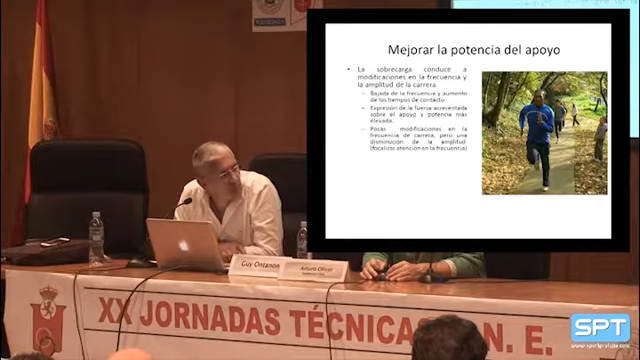 Mejorar la potencia del apoyo
• La sobrecarga conduce a
modificaciones en la frecuencia y
la amplitud de la carrera.
– Bajada de la frecuencia y aumento
de los tiempos de contacto.
– Expresión de la fuerza acrecentada
sobre el apoyo y potencia más
elevada.
– Pocas modificaciones en la
frecuencia de carrera, pero una
disminución de la amplitud
(focalizar atención en la frecuencia)
Guy Ontanon
Arturo Oliver
XX JORNADAS TÉCNICAS
N. E.
SPT